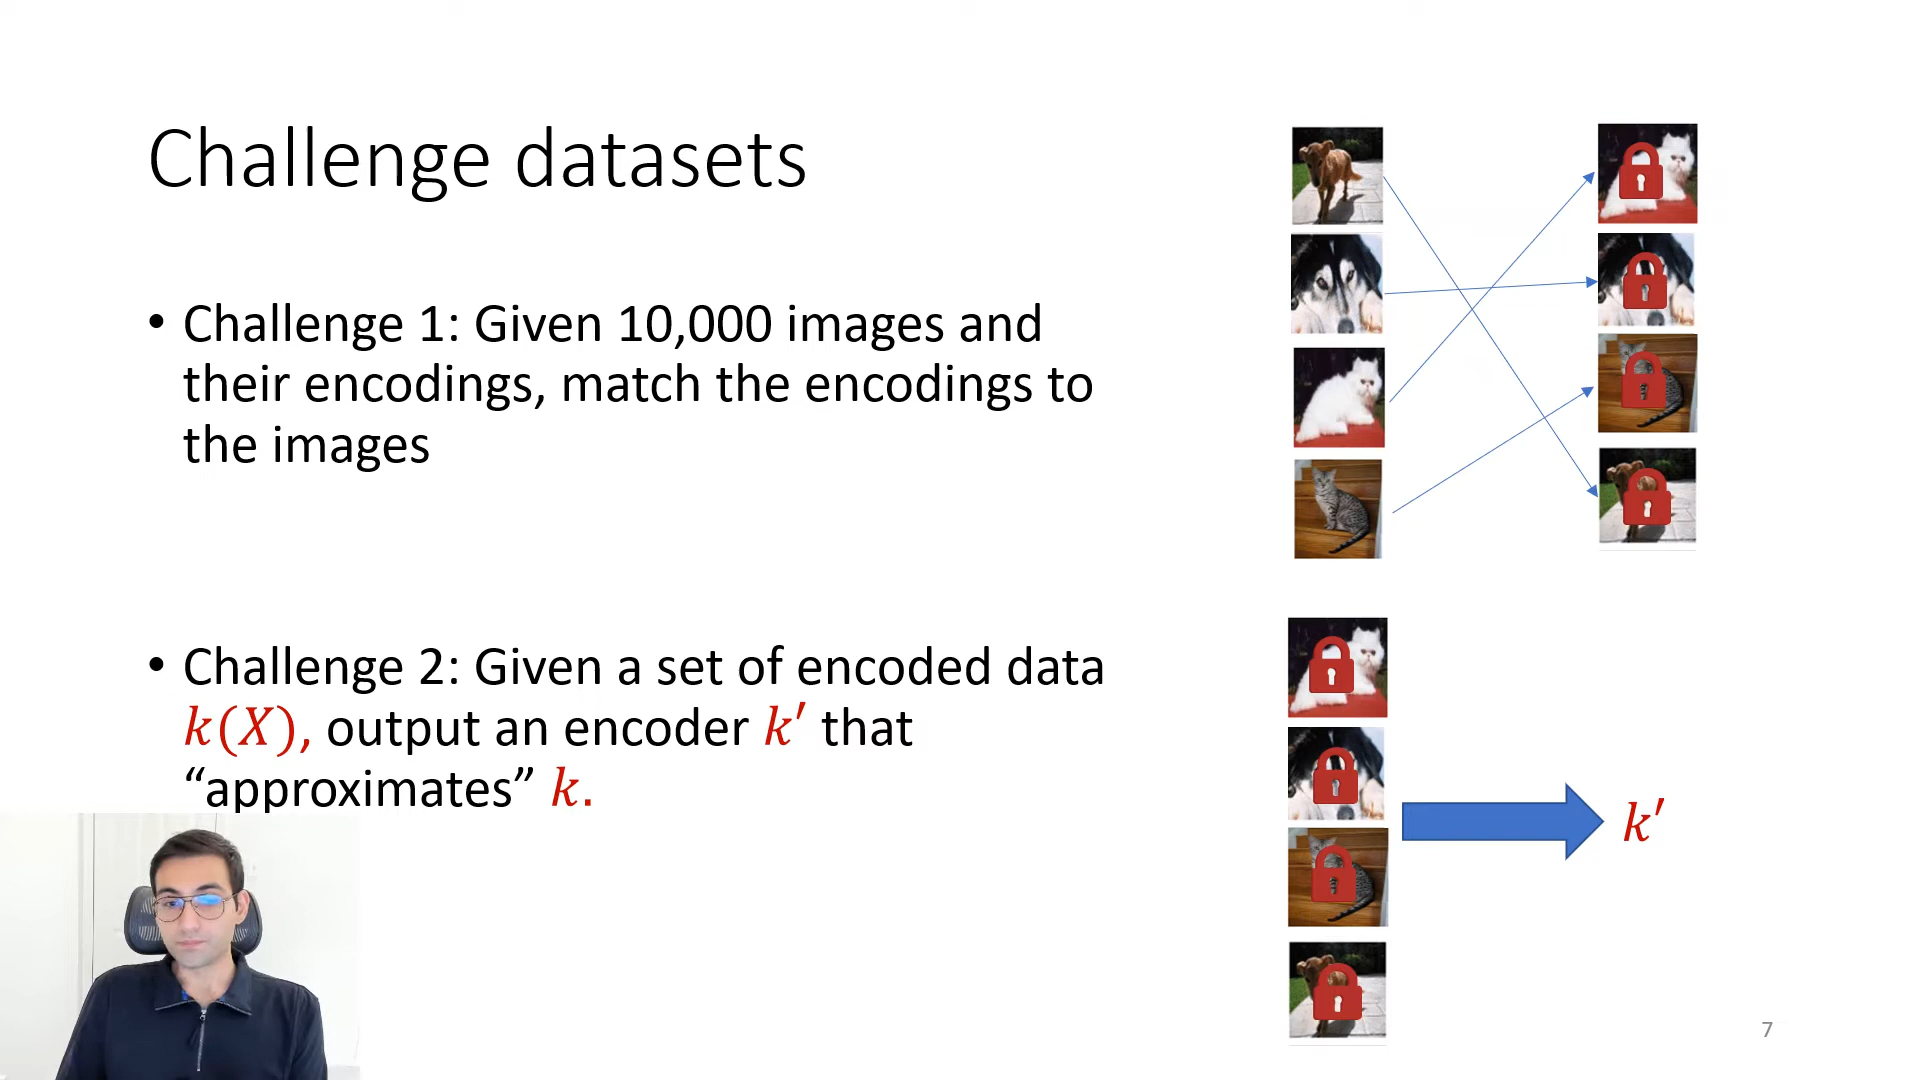 Challenge datasets
• Challenge 1: Given 10,000 images and
their encodings, match the encodings to
the images
• Challenge 2: Given a set of encoded data
k(X), output an encoder k′ that
“approximates” k.
k′
7